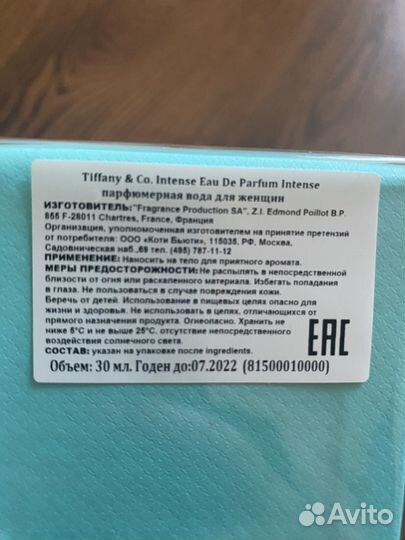 Tiffany & Co. Intense Eau De Parfum Intense
парфюмерная вода для женщин
ИЗГОТОВИТЕЛЬ:"Fragrance Production SA", Z.I. Edmond Poillot B.P.
855 F-28011 Chartres, France, Франция
Организация, уполномоченная изготовителем на принятие претензий
от потребителя: ООО «Коти Бьюти», 115035, РФ, Москва,
Садовническая наб.,69 тел. (495) 787-11-12
ПРИМЕНЕНИЕ: Наносить на тело для приятного аромата.
МЕРЫ ПРЕДОСТОРОЖНОСТИ: Не распылять в непосредственной
близости от огня или раскаленного материала. Избегать попадания
в глаза. Не пользоваться в случае повреждения кожи.
Беречь от детей. Использование в пищевых целях опасно для
жизни и здоровья. Не использовать в целях, отличающихся от
прямого назначения продукта. Огнеопасно. Хранить не
ниже 5°C и не выше 25°C. отсутствие непосредственного
воздействия солнечного света.
EAC
СОСТАВ: указан на упаковке после ingredients.
Объем: 30 мл. Годен до:07.2022 (81500010000)
Avito